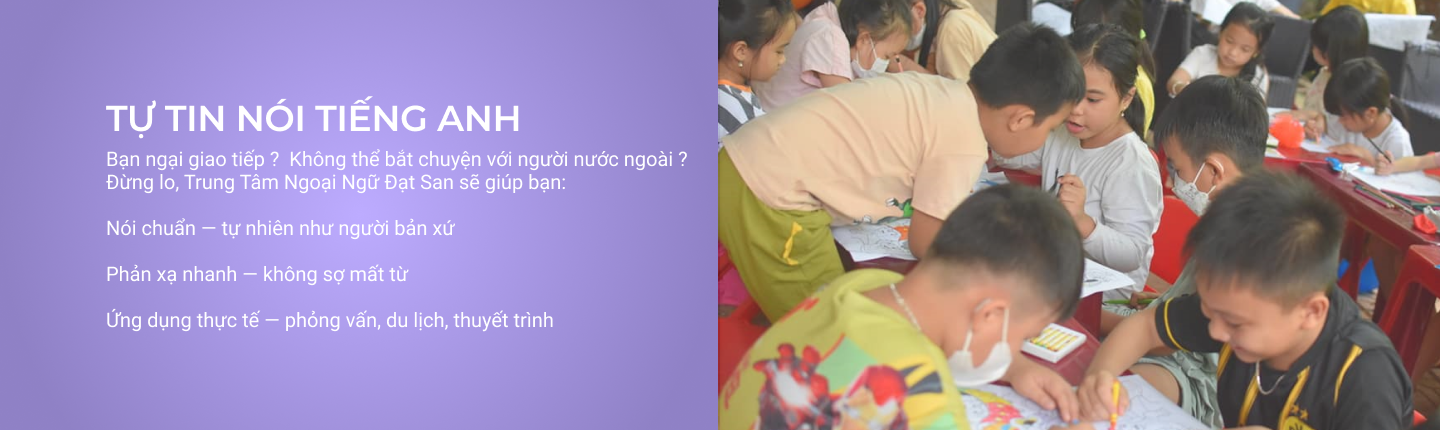 TỰ TIN NÓI TIẾNG ANH
Bạn ngại giao tiếp ? Không thể bắt chuyện với người nước ngoài ?
Đừng lo, Trung Tâm Ngoại Ngữ Đạt San sẽ giúp bạn:
Nói chuẩn — tự nhiên như người bản xứ
Phản xạ nhanh — không sợ mất từ
Ứng dụng thực tế — phỏng vấn, du lịch, thuyết trình